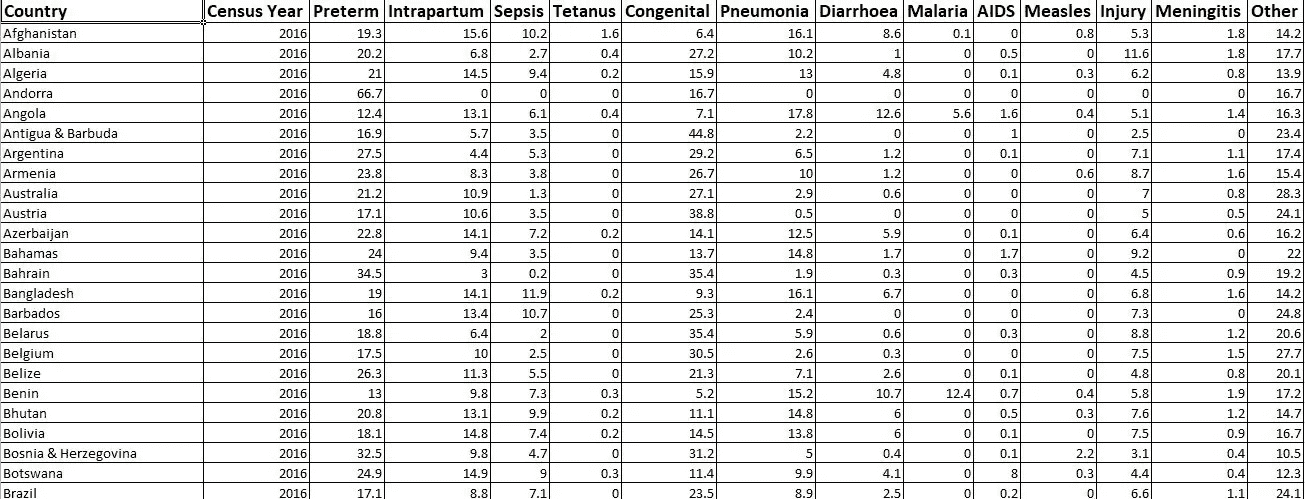 Country Census Year Preterm Intrapartum Sepsis Tetanus Congenital Pneumonia Diarrhoea Malaria AIDS Measles Injury Meningitis Other
Afghanistan 2016 19.3 15.6 10.2 1.6 6.4 16.1 8.6 0.1 0 0.8 5.3 1.8 14.2
Albania 2016 20.2 6.8 2.7 0.4 27.2 10.2 1 0 0.5 0 11.6 1.8 17.7
Algeria 2016 21 14.5 9.4 0.2 15.9 13 4.8 0 0.1 0.3 6.2 0.8 13.9
Andorra 2016 66.7 0 0 0 16.7 0 0 0 0 0 0 0 16.7
Angola 2016 12.4 13.1 6.1 0.4 7.1 17.8 12.6 5.6 1.6 0.4 5.1 1.4 16.3
Antigua & Barbuda 2016 16.9 5.7 3.5 0 44.8 2.2 0 0 1 0 2.5 0 23.4
Argentina 2016 27.5 4.4 5.3 0 29.2 6.5 1.2 0 0.1 0 7.1 1.1 17.4
Armenia 2016 23.8 8.3 3.8 0 26.7 10 1.2 0 0 0.6 8.7 1.6 15.4
Australia 2016 21.2 10.9 1.3 0 27.1 2.9 0.6 0 0 0 7 0.8 28.3
Austria 2016 17.1 10.6 3.5 0 38.8 0.5 0 0 0 0 5 0.5 24.1
Azerbaijan 2016 22.8 14.1 7.2 0.2 14.1 12.5 5.9 0 0.1 0 6.4 0.6 16.2
Bahamas 2016 24 9.4 3.5 0 13.7 14.8 1.7 0 1.7 0 9.2 0 22
Bahrain 2016 34.5 3 0.2 0 35.4 1.9 0.3 0 0.3 0 4.5 0.9 19.2
Bangladesh 2016 19 14.1 11.9 0.2 9.3 16.1 6.7 0 0 0 6.8 1.6 14.2
Barbados 2016 16 13.4 10.7 0 25.3 2.4 0 0 0 0 7.3 0 24.8
Belarus 2016 18.8 6.4 2 0 35.4 5.9 0.6 0 0.3 0 8.8 1.2 20.6
Belgium 2016 17.5 10 2.5 0 30.5 2.6 0.3 0 0 0 7.5 1.5 27.7
Belize 2016 26.3 11.3 5.5 0 21.3 7.1 2.6 0 0.1 0 4.8 0.8 20.1
Benin 2016 13 9.8 7.3 0.3 5.2 15.2 10.7 12.4 0.7 0.4 5.8 1.9 17.2
Bhutan 2016 20.8 13.1 9.9 0.2 11.1 14.8 6 0 0.5 0.3 7.6 1.2 14.7
Bolivia 2016 18.1 14.8 7.4 0.2 14.5 13.8 6 0 0.1 0 7.5 0.9 16.7
Bosnia & Herzegovina 2016 32.5 9.8 4.7 0 31.2 5 0.4 0 0.1 2.2 3.1 0.4 10.5
Botswana 2016 24.9 14.9 9 0.3 11.4 9.9 4.1 0 8 0.3 4.4 0.4 12.3
Brazil 2016 17.1 8.8 7.1 0 23.5 8.9 2.5 0 0.2 0 6.6 1.1 24.1